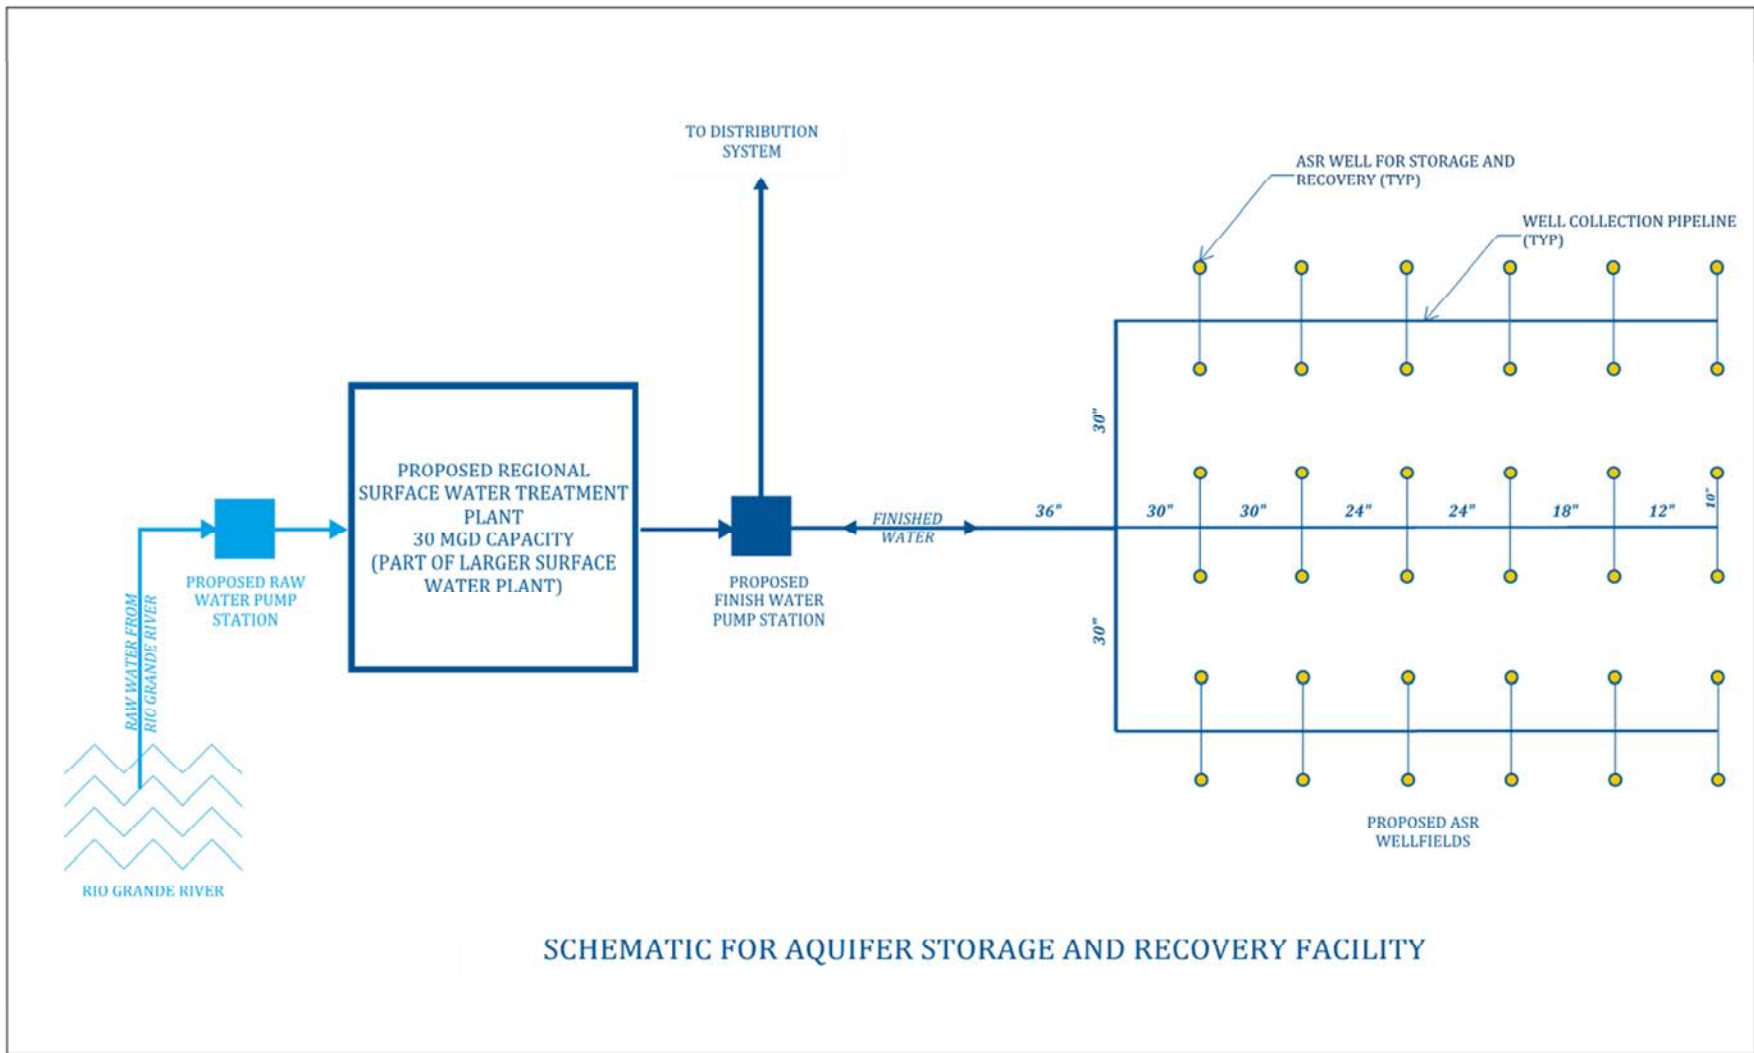 TO DISTRIBUTION
SYSTEM
ASR WELL FOR STORAGE AND
RECOVERY (TYP)
WELL COLLECTION PIPELINE
(TYP)
PROPOSED REGIONAL
SURFACE WATER TREATMENT
PLANT
30 MGD CAPACITY
(PART OF LARGER SURFACE
WATER PLANT)
PROPOSED RAW
WATER PUMP
STATION
RAW WATER FROM
RIO GRANDE RIVER
RIO GRANDE RIVER
PROPOSED
FINISH WATER
PUMP STATION
FINISHED
WATER
36"
30"
30"
30"
30"
24"
24"
18"
12"
10"
PROPOSED ASR
WELLFIELDS
SCHEMATIC FOR AQUIFER STORAGE AND RECOVERY FACILITY